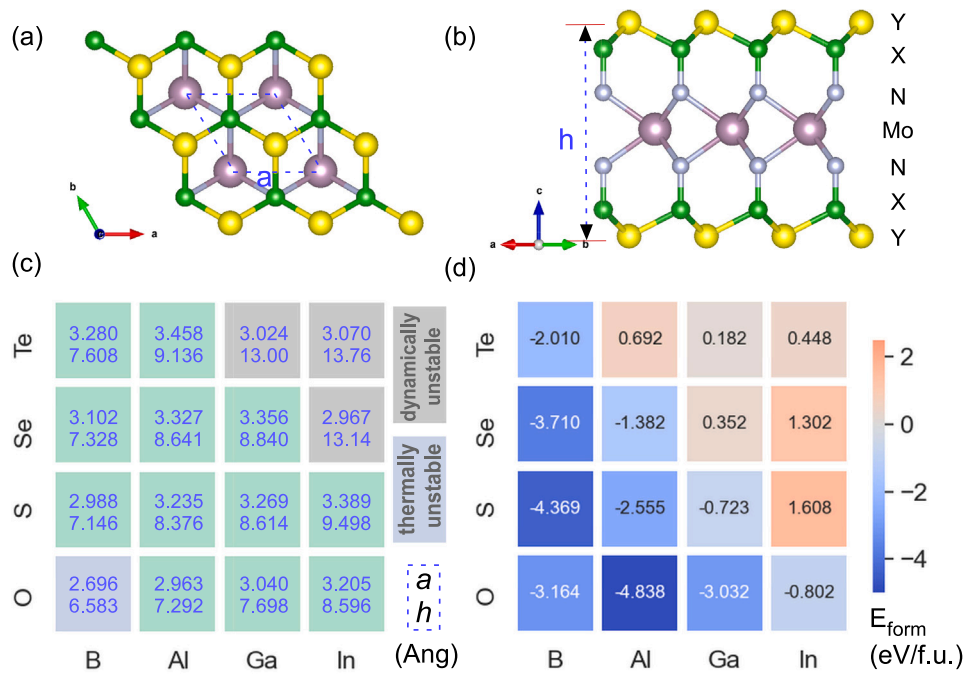 (a)
a
b
a
c
(b)
h
Y
X
N
Mo
N
X
Y
c
a
b
(c)
Te
3.280 3.458 3.024 3.070
7.608 9.136 13.00 13.76
Se
3.102 3.327 3.356 2.967
7.328 8.641 8.840 13.14
S
2.988 3.235 3.269 3.389
7.146 8.376 8.614 9.498
O
2.696 2.963 3.040 3.205
6.583 7.292 7.698 8.596
B Al Ga In
dynamically
unstable
thermally
unstable
a
h
(Ang)
(d)
Te
-2.010 0.692 0.182 0.448
Se
-3.710 -1.382 0.352 1.302
S
-4.369 -2.555 -0.723 1.608
O
-3.164 -4.838 -3.032 -0.802
B Al Ga In
2
0
-2
-4
E_form
(eV/f.u.)